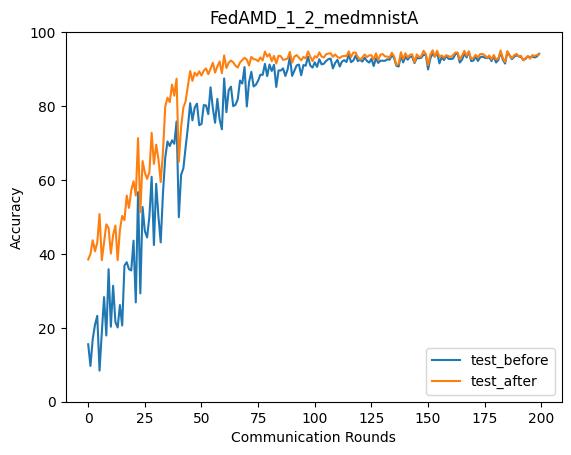 FedAMD_1_2_medmnistA
100
80
60
40
20
0
Accuracy
0 25 50 75 100 125 150 175 200
Communication Rounds
test_before
test_after